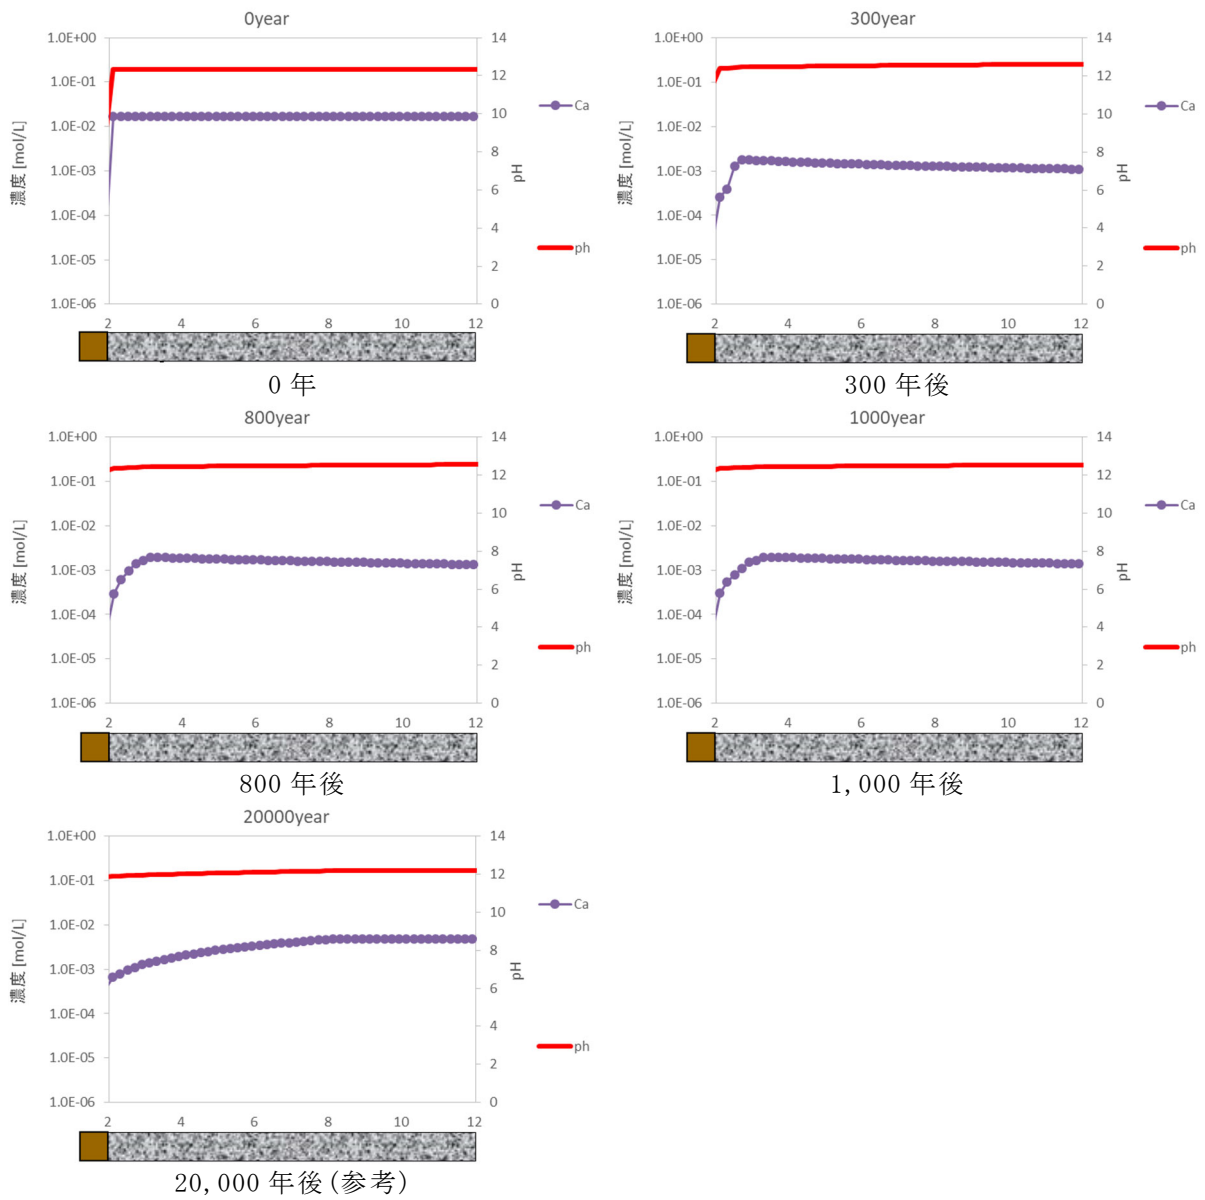 0year
1.0E+00
1.0E-01
1.0E-02
1.0E-03
1.0E-04
1.0E-05
1.0E-06
濃度 [mol/L]
14
12
10
8
6
4
2
0
pH
Ca
ph
2 4 6 8 10 12
0 年
300year
1.0E+00
1.0E-01
1.0E-02
1.0E-03
1.0E-04
1.0E-05
1.0E-06
濃度 [mol/L]
14
12
10
8
6
4
2
0
pH
Ca
ph
2 4 6 8 10 12
300 年後
800year
1.0E+00
1.0E-01
1.0E-02
1.0E-03
1.0E-04
1.0E-05
1.0E-06
濃度 [mol/L]
14
12
10
8
6
4
2
0
pH
Ca
ph
2 4 6 8 10 12
800 年後
1000year
1.0E+00
1.0E-01
1.0E-02
1.0E-03
1.0E-04
1.0E-05
1.0E-06
濃度 [mol/L]
14
12
10
8
6
4
2
0
pH
Ca
ph
2 4 6 8 10 12
1,000 年後
20000year
1.0E+00
1.0E-01
1.0E-02
1.0E-03
1.0E-04
1.0E-05
1.0E-06
濃度 [mol/L]
14
12
10
8
6
4
2
0
pH
Ca
ph
2 4 6 8 10 12
20,000 年後(参考)